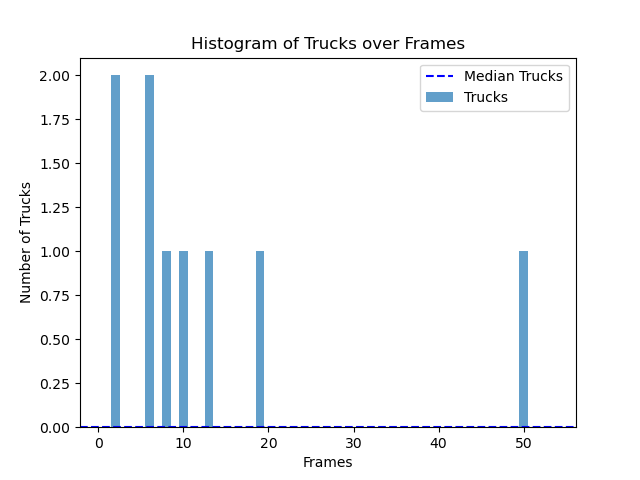 Histogram of Trucks over Frames
Median Trucks
Trucks
2.00
1.75
1.50
1.25
1.00
0.75
0.50
0.25
0.00
Number of Trucks
0 10 20 30 40 50
Frames